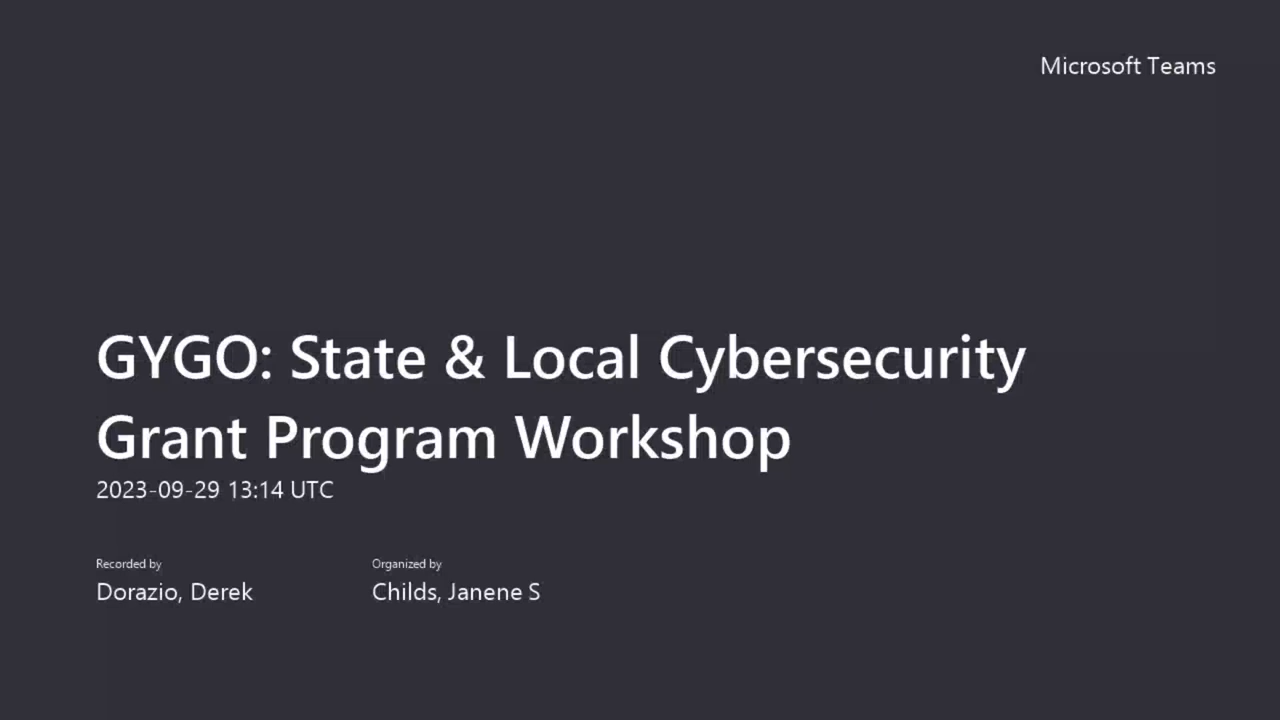 Microsoft Teams
GYGO: State & Local Cybersecurity
Grant Program Workshop
2023-09-29 13:14 UTC
Recorded by
Dorazio, Derek
Organized by
Childs, Janene S